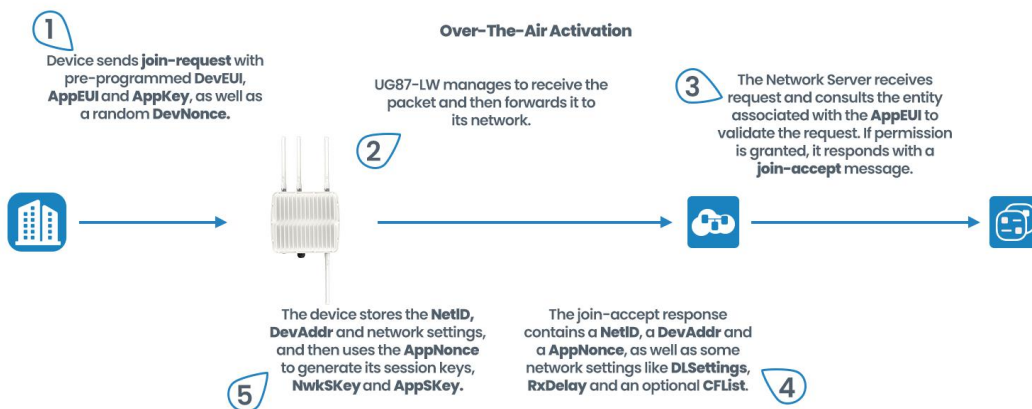 Over-The-Air Activation
1
Device sends join-request with
pre-programmed DevEUI,
AppEUI and AppKey, as well as
a random DevNonce.
UG87-LW manages to receive the
packet and then forwards it to
its network.
2
3
The Network Server receives
request and consults the entity
associated with the AppEUI to
validate the request. If permission
is granted, it responds with a
join-accept message.
The join-accept response
contains a NetID, a DevAddr and
a AppNonce, as well as some
network settings like DLSettings,
RxDelay and an optional CFList.
4
The device stores the NetID,
DevAddr and network settings,
and then uses the AppNonce
to generate its session keys,
NwkSKey and AppSKey.
5